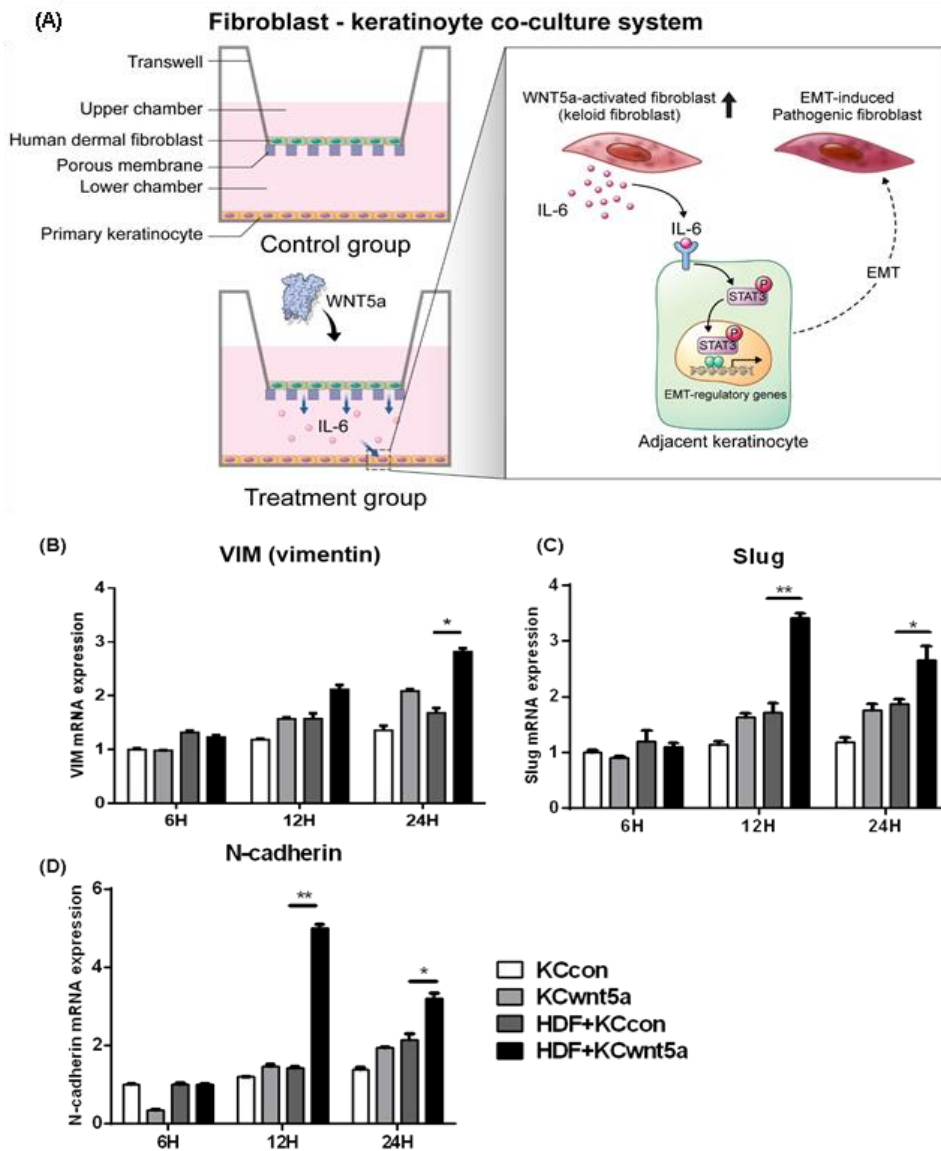 (A)
Fibroblast - keratinoyte co-culture system
Transwell
Upper chamber
Human dermal fibroblast
Porous membrane
Lower chamber
Primary keratinocyte
Control group
WNT5a
IL-6
Treatment group
WNT5a-activated fibroblast
(keloid fibroblast)
EMT-induced
Pathogenic fibroblast
IL-6
IL-6
EMT
P
STAT3
P
STAT3
EMT-regulatory genes
Adjacent keratinocyte
(B)
VIM (vimentin)
VIM mRNA expression
4
3
2
1
0
*
6H 12H 24H
(C)
Slug
Slug mRNA expression
4
3
2
1
0
**
*
6H 12H 24H
(D)
N-cadherin
N-cadherin mRNA expression
6
4
2
0
**
*
6H 12H 24H
KCcon
KCwnt5a
HDF+KCcon
HDF+KCwnt5a